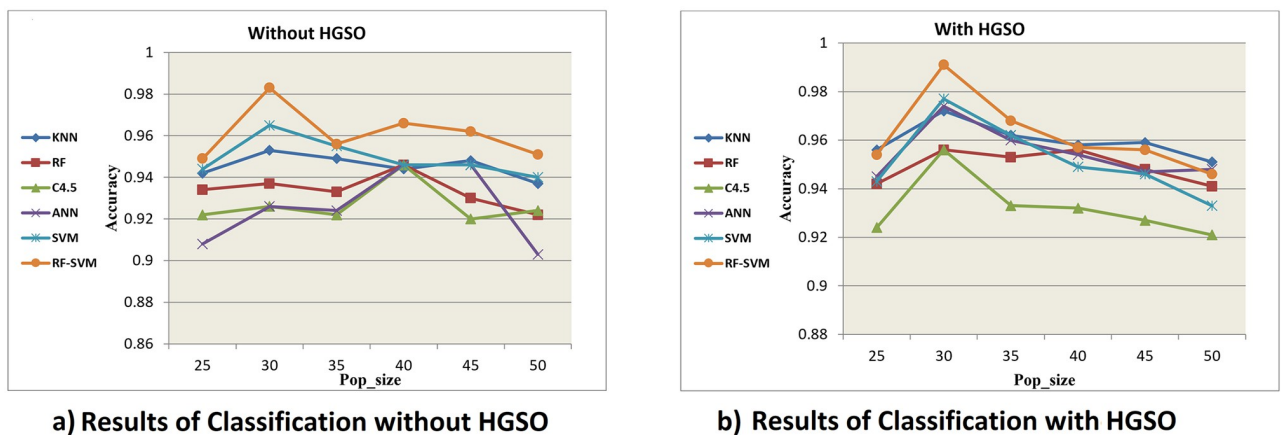 Without HGSO
1
0.98
0.96
0.94
0.92
0.9
0.88
0.86
Accuracy
KNN
RF
C4.5
ANN
SVM
RF-SVM
25 30 35 40 45 50
Pop_size
a) Results of Classification without HGSO
With HGSO
1
0.98
0.96
0.94
0.92
0.9
0.88
Accuracy
KNN
RF
C4.5
ANN
SVM
RF-SVM
25 30 35 40 45 50
Pop_size
b) Results of Classification with HGSO